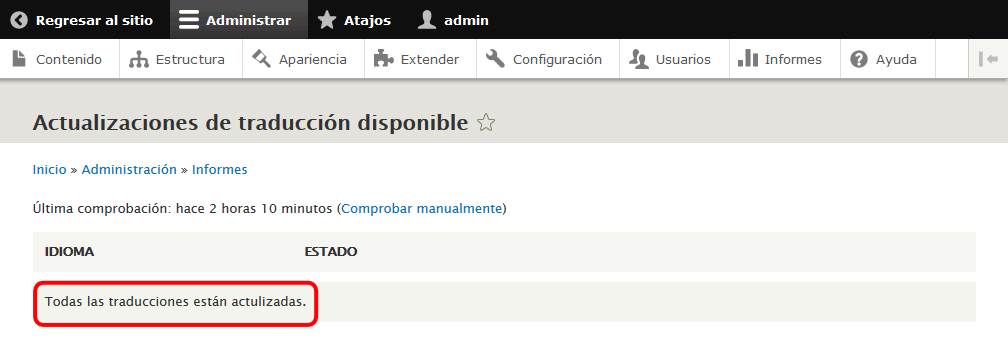 Regresar al sitio Administrar Atajos admin
Contenido Estructura Apariencia Extender Configuración Usuarios Informes Ayuda
Actualizaciones de traducción disponible
Inicio » Administración » Informes
Última comprobación: hace 2 horas 10 minutos (Comprobar manualmente)
IDIOMA ESTADO
Todas las traducciones están actulizadas.